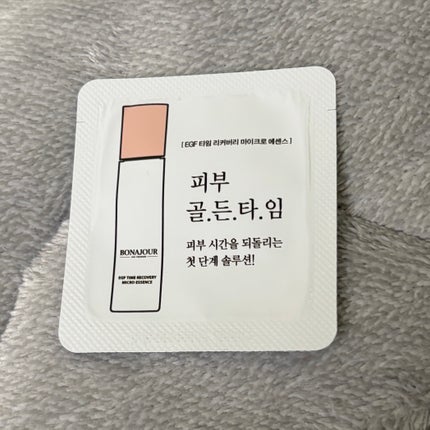 [ EGF 타임 리커버리 마이크로 에센스 ]
피부
골.든.타.임
피부 시간을 되돌리는
첫 단계 솔루션!
BONAJOUR
EGF TIME RECOVERY
MICRO ESSENCE